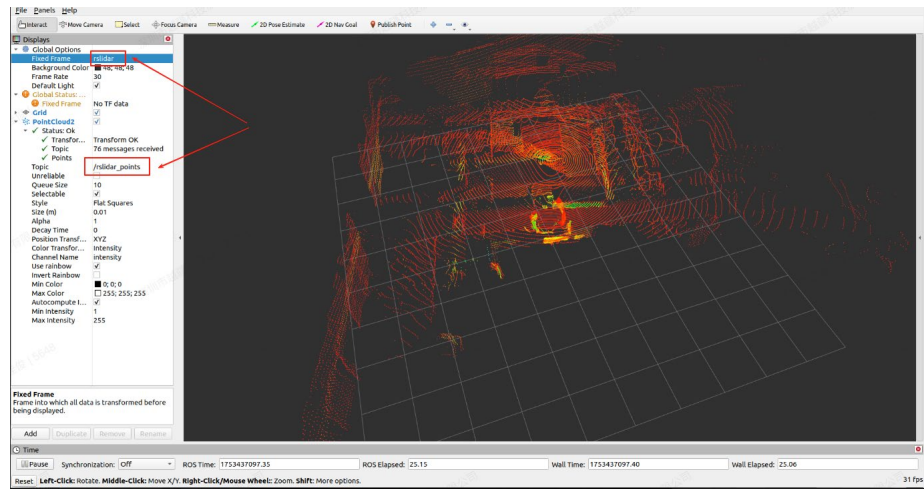 File Panels Help
Interact Move Camera Select Focus Camera Measure 2D Pose Estimate 2D Nav Goal Publish Point
Displays
Global Options
Fixed Frame rslidar
Background Color 48; 48; 48
Frame Rate 30
Default Light
Global Status: ...
Fixed Frame No TF data
Grid
PointCloud2
Status: Ok
Transfor... Transform OK
Topic 76 messages received
Points
Topic /rslidar_points
Unreliable
Queue Size 10
Selectable
Style Flat Squares
Size (m) 0.01
Alpha 1
Decay Time 0
Position Transf... XYZ
Color Transfor... Intensity
Channel Name intensity
Use rainbow
Invert Rainbow
Min Color 0; 0; 0
Max Color 255; 255; 255
Autocompute I...
Min Intensity 1
Max Intensity 255
Fixed Frame
Frame into which all data is transformed before
being displayed.
Add Duplicate Remove Rename
Time
Pause Synchronization: Off ROS Time: 1753437097.35 ROS Elapsed: 25.15 Wall Time: 1753437097.40 Wall Elapsed: 25.06
Reset Left-Click: Rotate. Middle-Click: Move X/Y. Right-Click/Mouse Wheel: Zoom. Shift: More options. 31 fps